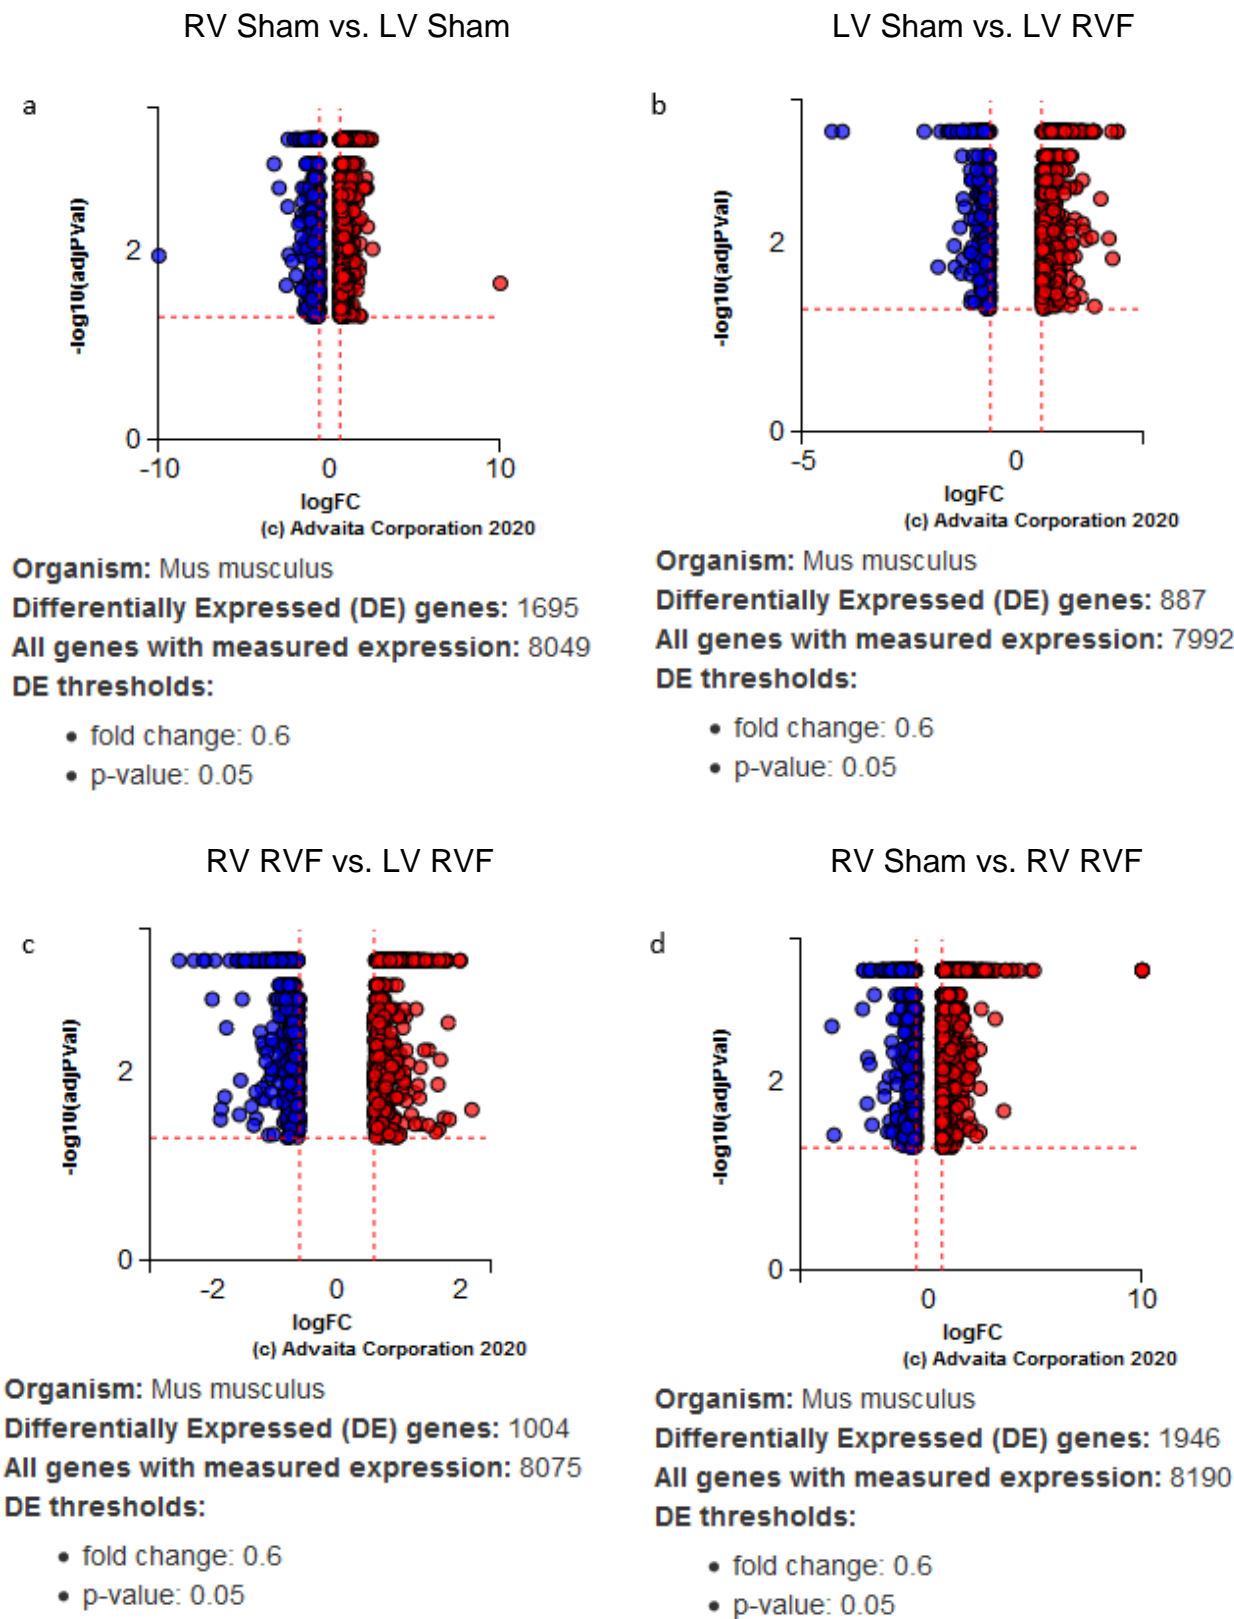 RV Sham vs. LV Sham
a
-log10(adjPval)
2
0
-10 0 10
logFC
(c) Advaita Corporation 2020
Organism: Mus musculus
Differentially Expressed (DE) genes: 1695
All genes with measured expression: 8049
DE thresholds:
• fold change: 0.6
• p-value: 0.05
LV Sham vs. LV RVF
b
-log10(adjPval)
2
0
-5 0
logFC
(c) Advaita Corporation 2020
Organism: Mus musculus
Differentially Expressed (DE) genes: 887
All genes with measured expression: 7992
DE thresholds:
• fold change: 0.6
• p-value: 0.05
RV RVF vs. LV RVF
c
-log10(adjPval)
2
0
-2 0 2
logFC
(c) Advaita Corporation 2020
Organism: Mus musculus
Differentially Expressed (DE) genes: 1004
All genes with measured expression: 8075
DE thresholds:
• fold change: 0.6
• p-value: 0.05
RV Sham vs. RV RVF
d
-log10(adjPval)
2
0
0 10
logFC
(c) Advaita Corporation 2020
Organism: Mus musculus
Differentially Expressed (DE) genes: 1946
All genes with measured expression: 8190
DE thresholds:
• fold change: 0.6
• p-value: 0.05